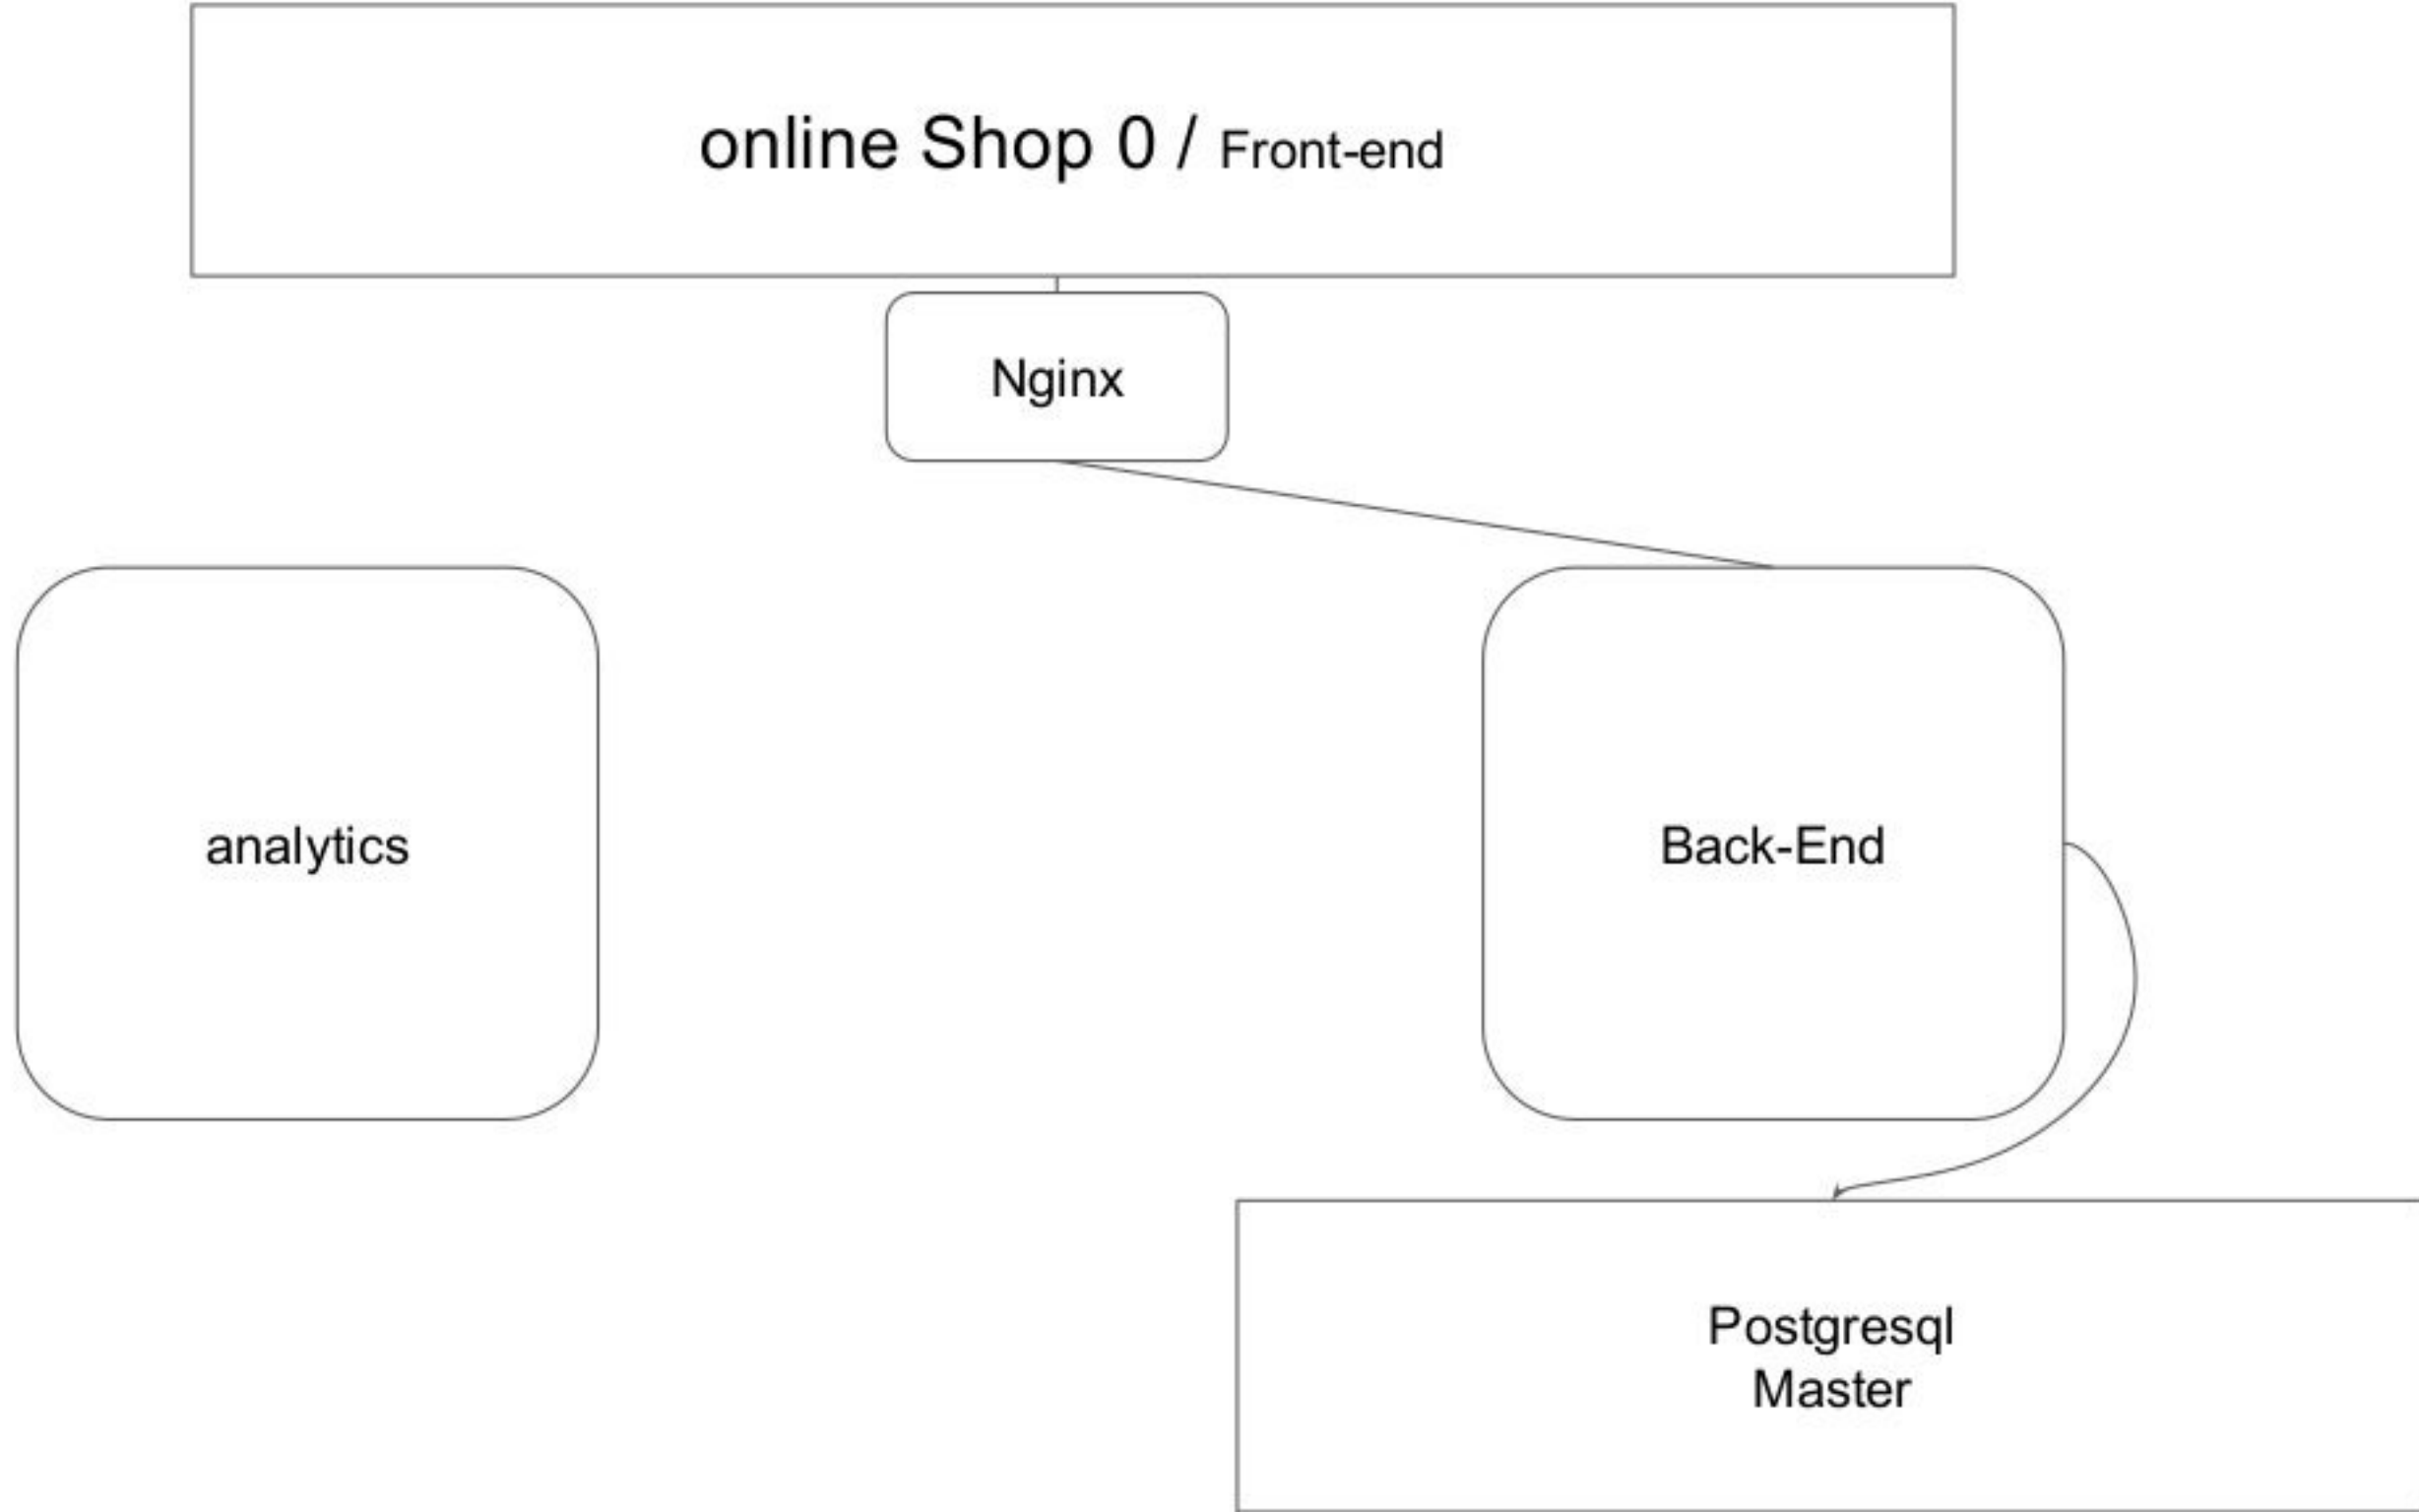 online Shop 0 / Front-end
Nginx
analytics
Back-End
Postgresql
Master